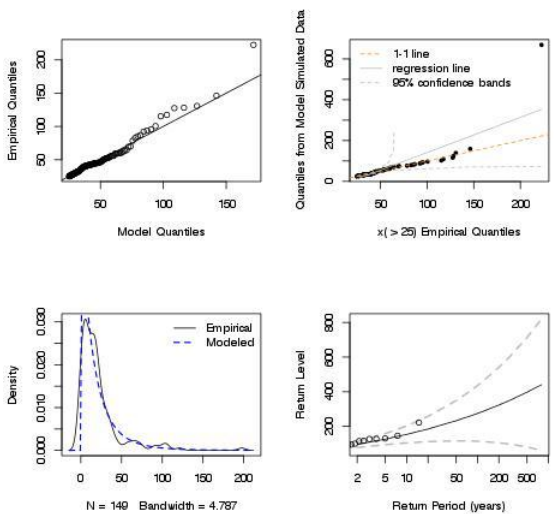 Empirical Quantiles
50 100 200
50 100 150
Model Quantiles
Quantiles from Model Simulated Data
0 200 400 600
1-1 line
regression line
95% confidence bands
50 100 150 200
x( > 25) Empirical Quantiles
Density
0.000 0.010 0.020 0.030
Empirical
Modeled
0 50 100 150 200
N = 149 Bandwidth = 4.787
Return Level
200 400 600 800
2 5 10 50 200 500
Return Period (years)